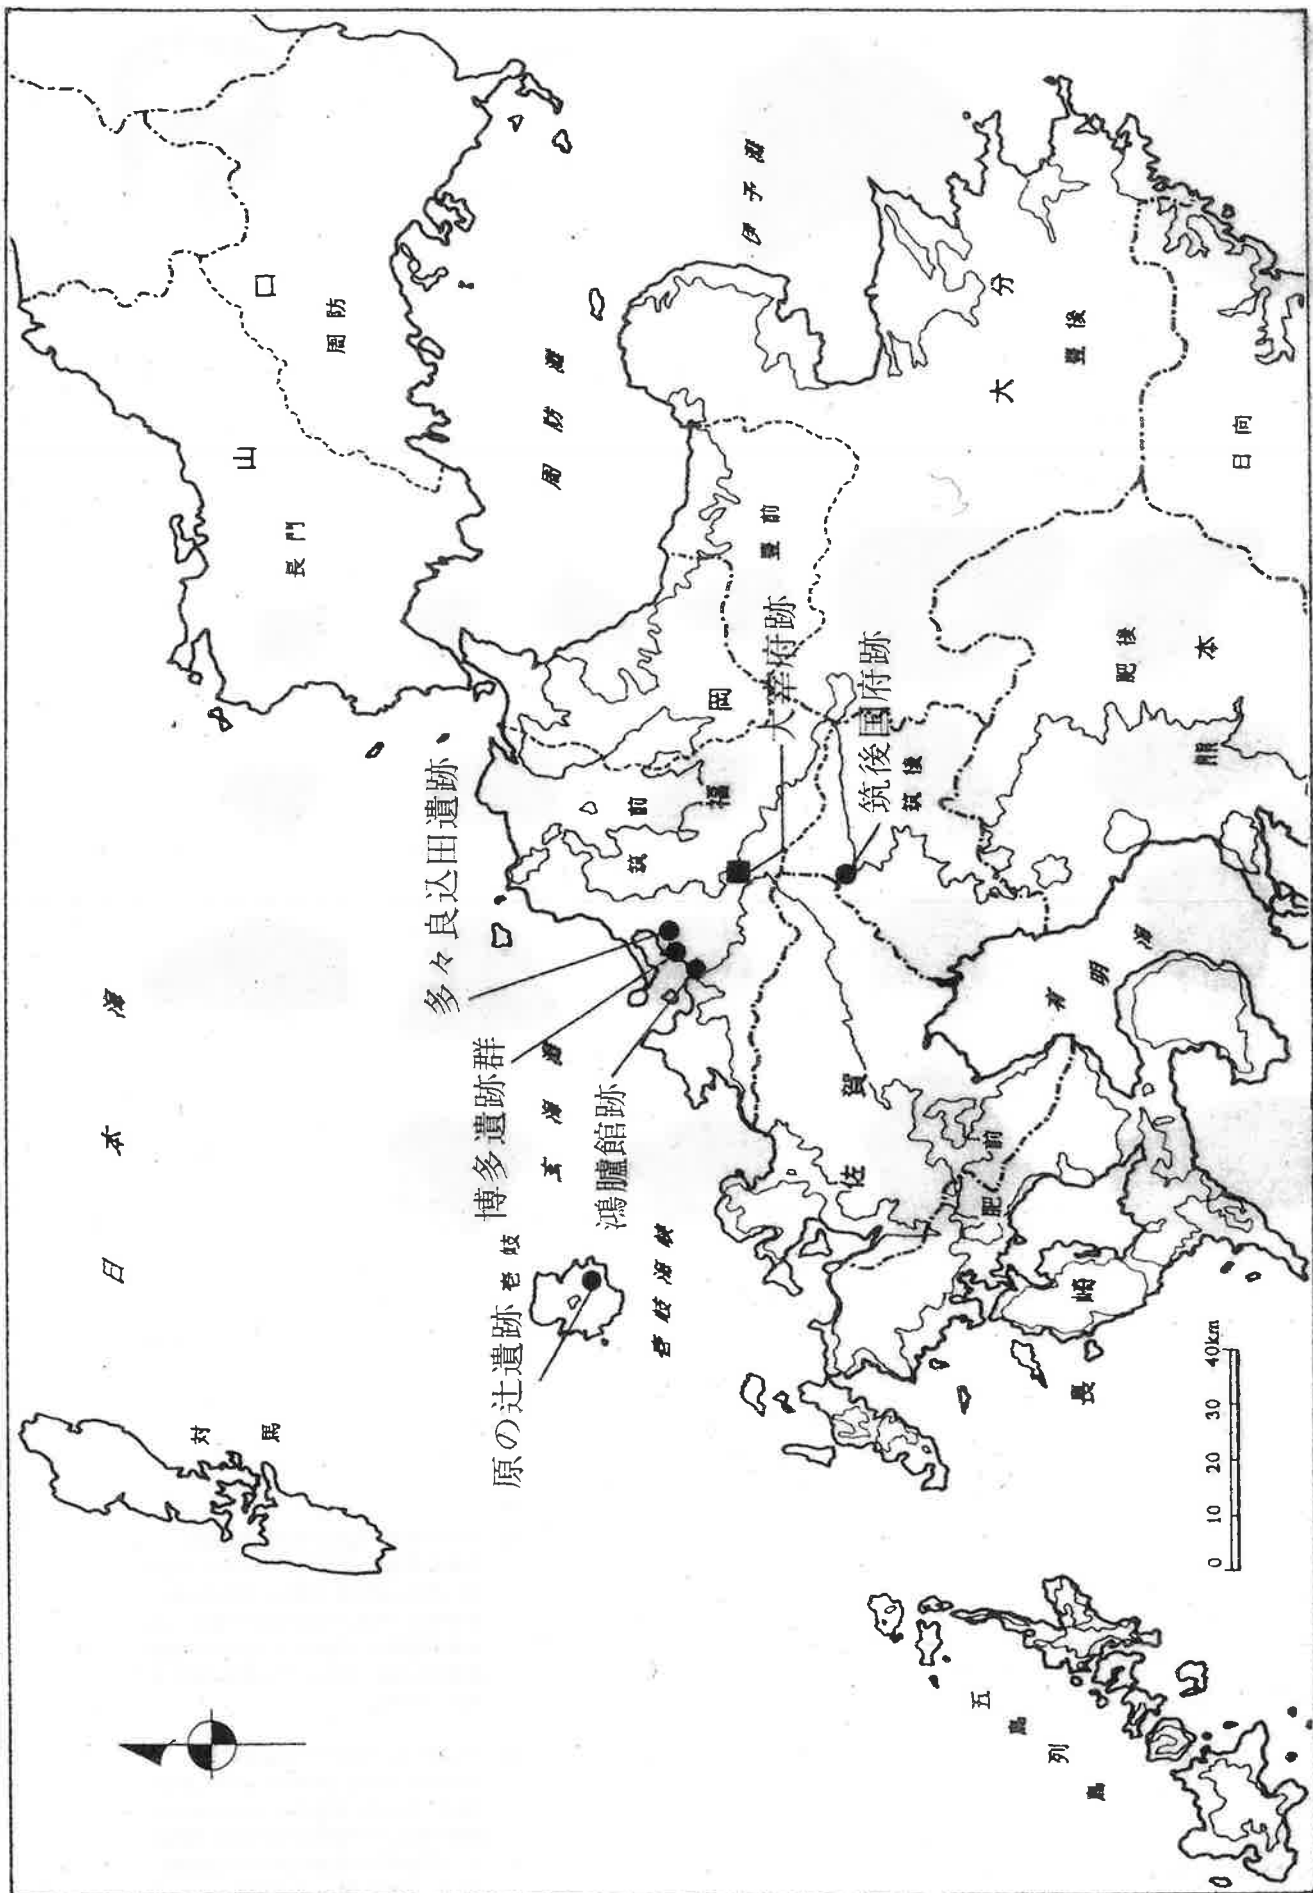 日本海
対馬
壱岐
原の辻遺跡
博多遺跡群
鴻臚館跡
多々良込田遺跡
玄海灘
壱岐海峡
山口
長門
周防
周防灘
伊予灘
福岡
筑前
豊前
大宰府跡
筑後国府跡
筑後
大分
豊後
日向
肥後
熊本
有明海
佐賀
肥前
長崎
五島列島
0 10 20 30 40km